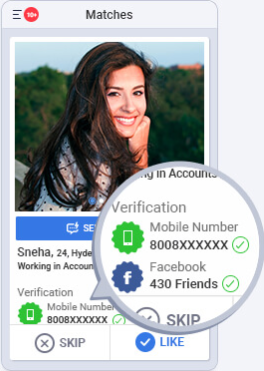 10+
Matches
ng in Accounts
Verification
Mobile Number
8008XXXXXX
Facebook
430 Friends
SKIP
SE
Sneha, 24, Hyde
Working in Accoun
Verification
Mobile Number
8008XXXXXX
SKIP
LIKE